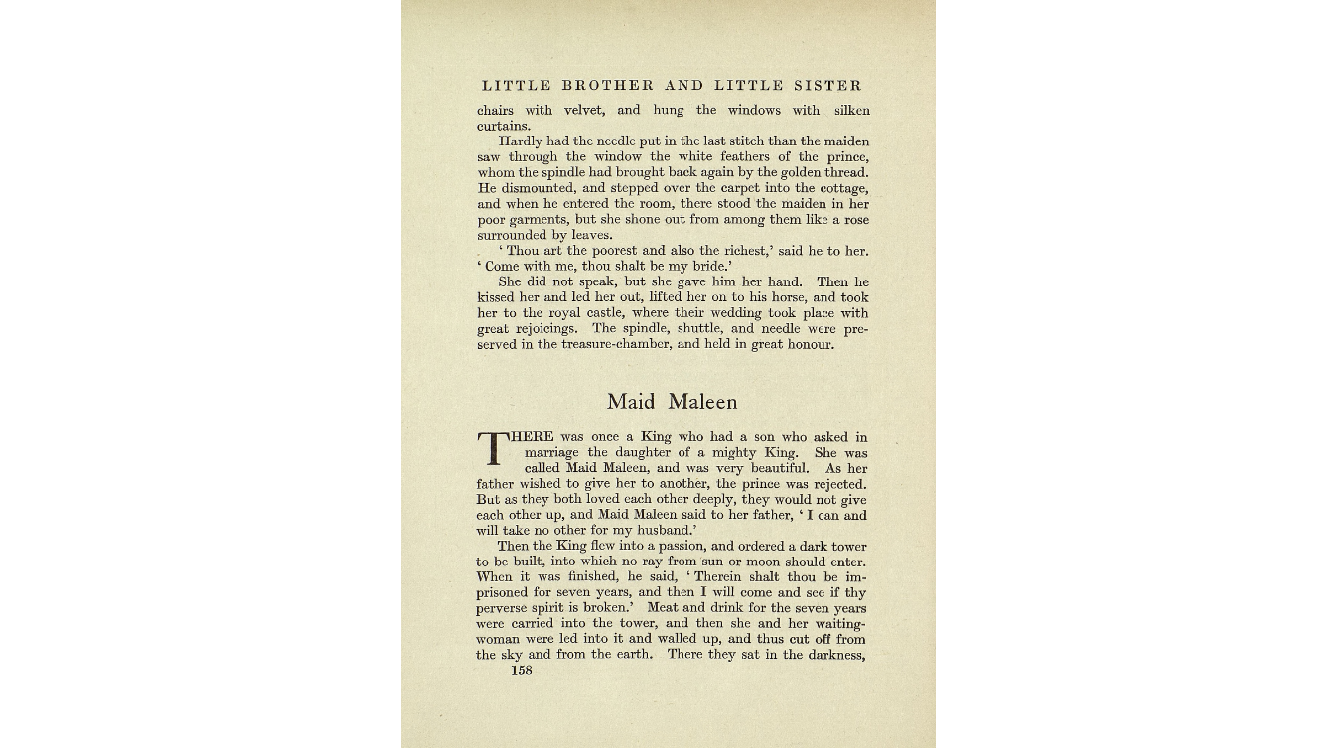 LITTLE BROTHER AND LITTLE SISTER
chairs with velvet, and hung the windows with silken
curtains.
Hardly had the needle put in the last stitch than the maiden
saw through the window the white feathers of the prince,
whom the spindle had brought back again by the golden thread.
He dismounted, and stepped over the carpet into the cottage,
and when he entered the room, there stood the maiden in her
poor garments, but she shone out from among them like a rose
surrounded by leaves.
‘ Thou art the poorest and also the richest,’ said he to her.
‘ Come with me, thou shalt be my bride.’
She did not speak, but she gave him her hand. Then he
kissed her and led her out, lifted her on to his horse, and took
her to the royal castle, where their wedding took place with
great rejoicings. The spindle, shuttle, and needle were pre-
served in the treasure-chamber, and held in great honour.
Maid Maleen
THERE was once a King who had a son who asked in
marriage the daughter of a mighty King. She was
called Maid Maleen, and was very beautiful. As her
father wished to give her to another, the prince was rejected.
But as they both loved each other deeply, they would not give
each other up, and Maid Maleen said to her father, ‘ I can and
will take no other for my husband.’
Then the King flew into a passion, and ordered a dark tower
to be built, into which no ray from sun or moon should enter.
When it was finished, he said, ‘ Therein shalt thou be im-
prisoned for seven years, and then I will come and see if thy
perverse spirit is broken.’ Meat and drink for the seven years
were carried into the tower, and then she and her waiting-
woman were led into it and walled up, and thus cut off from
the sky and from the earth. There they sat in the darkness,
158